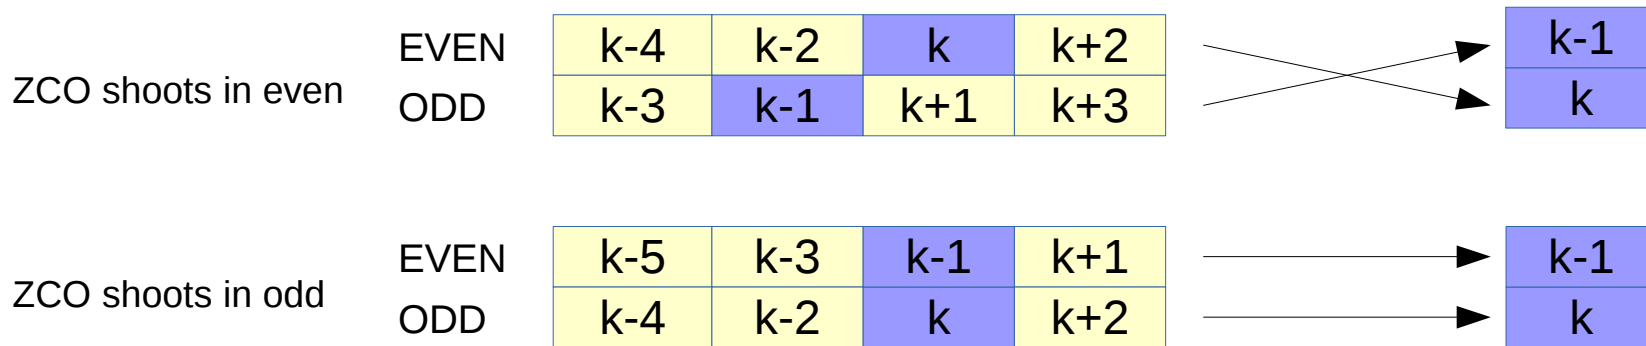 EVEN k-4 k-2 k k+2 k-1
ZCO shoots in even
ODD k-3 k-1 k+1 k+3 k
EVEN k-5 k-3 k-1 k+1 k-1
ZCO shoots in odd
ODD k-4 k-2 k k+2 k